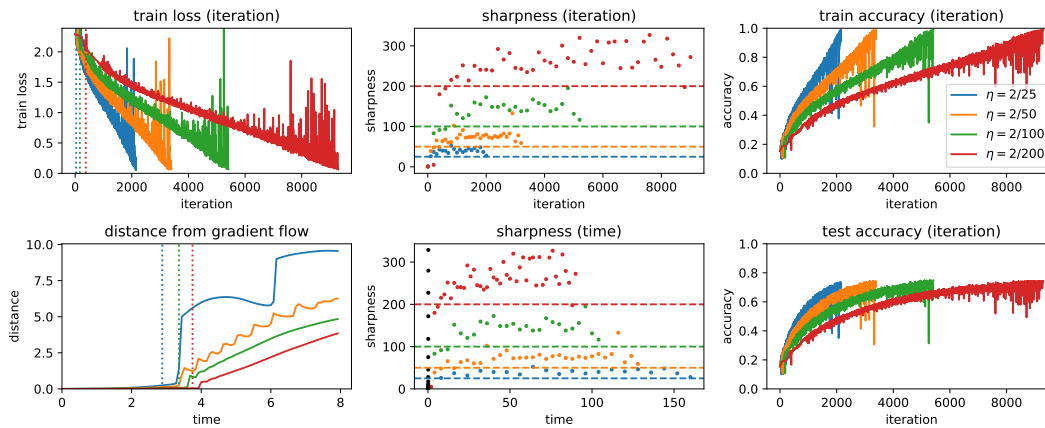 train loss (iteration)
train loss
2.0
1.5
1.0
0.5
0.0
0 2000 4000 6000 8000
iteration
sharpness (iteration)
sharpness
300
200
100
0
0 2000 4000 6000 8000
iteration
train accuracy (iteration)
accuracy
1.0
0.8
0.6
0.4
0.2
0.0
0 2000 4000 6000 8000
iteration
η = 2/25
η = 2/50
η = 2/100
η = 2/200
distance from gradient flow
distance
10.0
7.5
5.0
2.5
0.0
0 2 4 6 8
time
sharpness (time)
sharpness
300
200
100
0
0 50 100 150
time
test accuracy (iteration)
accuracy
1.0
0.8
0.6
0.4
0.2
0.0
0 2000 4000 6000 8000
iteration